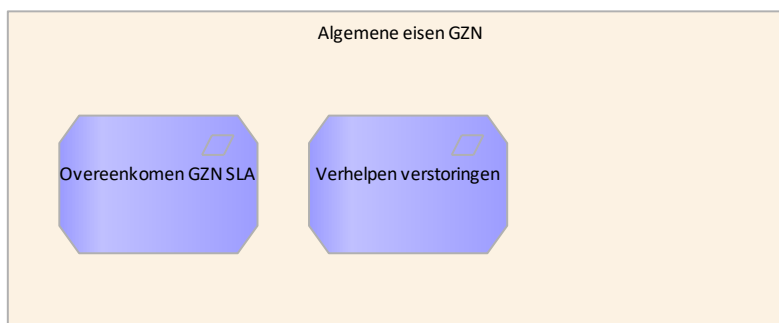 Algemene eisen GZN
Overeenkomen GZN SLA
Verhelpen verstoringen